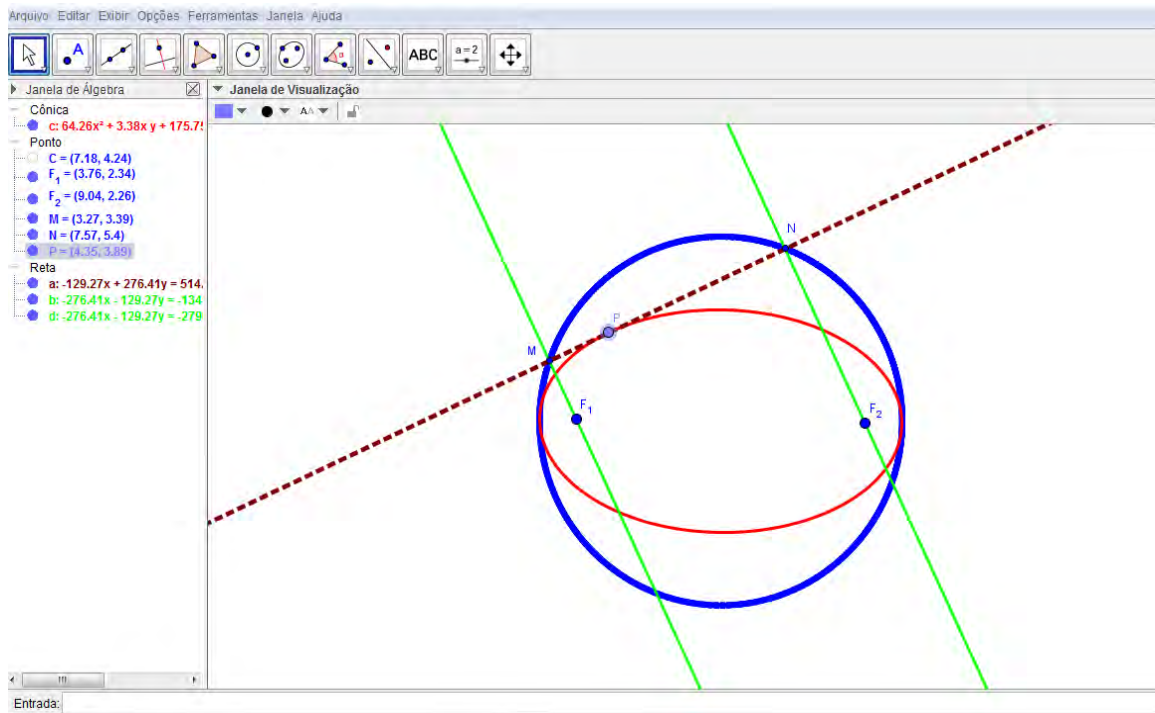 Arquivo Editar Exibir Opções Ferramentas Janela Ajuda
A ABC a=2
Janela de Álgebra
Janela de Visualização
AA
Cônica
c: 64.26x² + 3.38x y + 175.75
Ponto
C = (7.18, 4.24)
F₁ = (3.76, 2.34)
F₂ = (9.04, 2.26)
M = (3.27, 3.39)
N = (7.57, 5.4)
P = (4.35, 3.89)
Reta
a: -129.27x + 276.41y = 514.
b: -276.41x - 129.27y = -134
d: -276.41x - 129.27y = -279
N
P
M
F₁
F₂
Entrada: